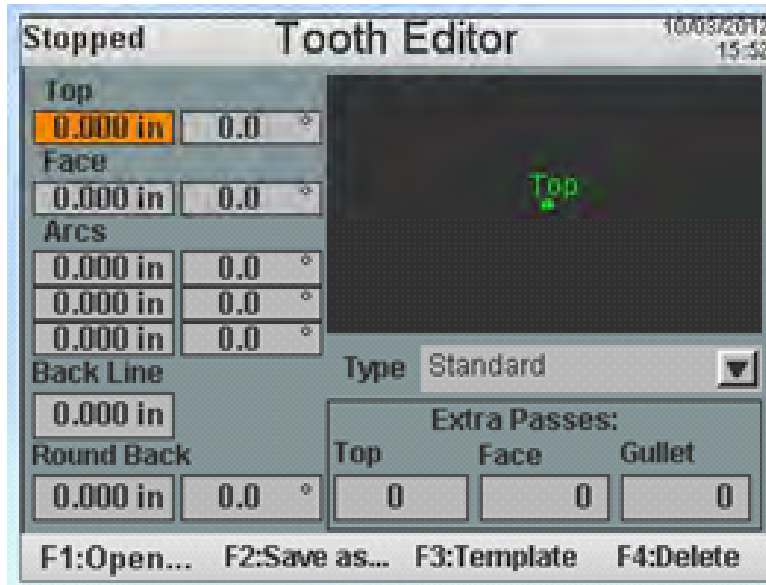 Stopped
Tooth Editor
10/03/2012
15:52
Top
0.000 in 0.0 °
Face
0.000 in 0.0 °
Arcs
0.000 in 0.0 °
0.000 in 0.0 °
0.000 in 0.0 °
Back Line
0.000 in
Round Back
0.000 in 0.0 °
Top
Type Standard
Extra Passes:
Top Face Gullet
0 0 0
F1:Open... F2:Save as... F3:Template F4:Delete